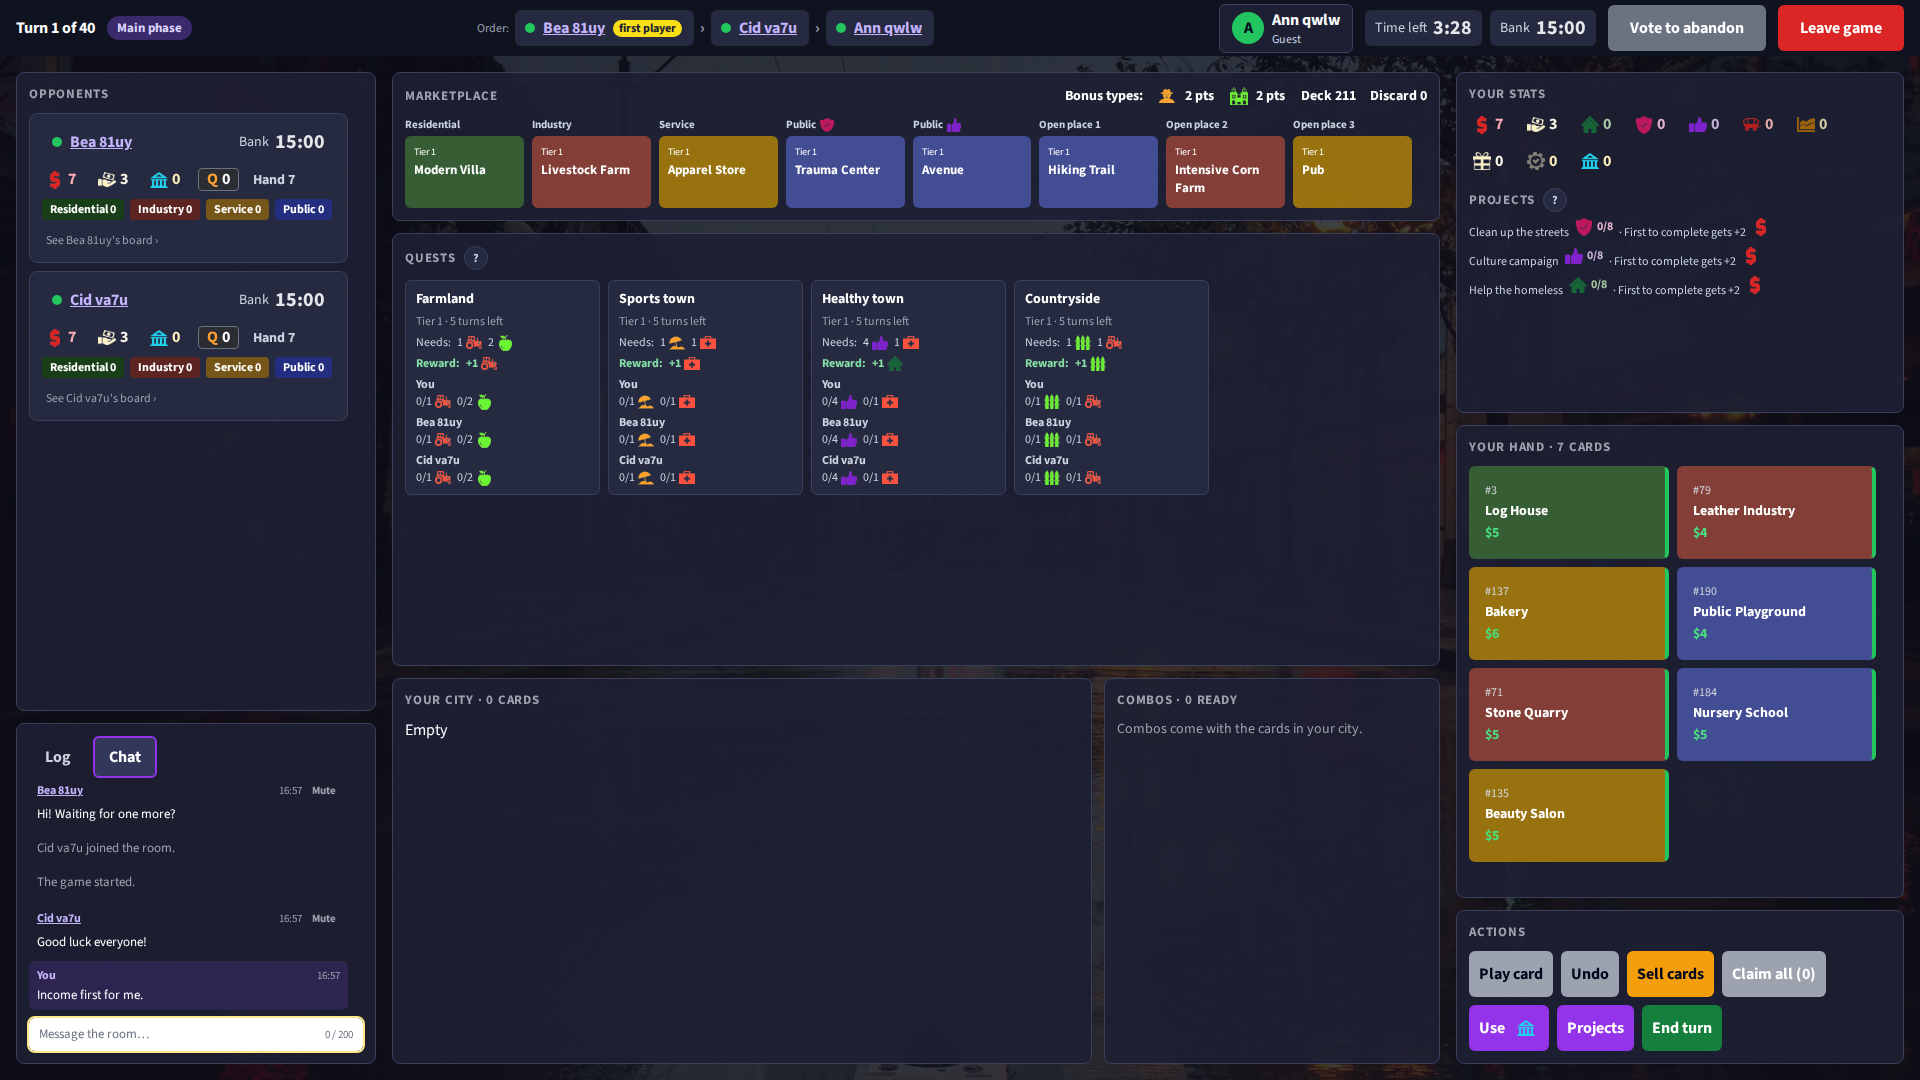 Turn 1 of 40 Main phase
Order: Bea 81uy first player › Cid va7u › Ann qwlw
A Ann qwlw
Guest
Time left 3:28
Bank 15:00
Vote to abandon
Leave game
OPPONENTS
Bea 81uy Bank 15:00
$ 7 3 0 Q 0 Hand 7
Residential 0 Industry 0 Service 0 Public 0
See Bea 81uy's board ›
Cid va7u Bank 15:00
$ 7 3 0 Q 0 Hand 7
Residential 0 Industry 0 Service 0 Public 0
See Cid va7u's board ›
Log Chat
Bea 81uy 16:57 Mute
Hi! Waiting for one more?
Cid va7u joined the room.
The game started.
Cid va7u 16:57 Mute
Good luck everyone!
You 16:57
Income first for me.
Message the room… 0 / 200
MARKETPLACE
Bonus types: 2 pts 2 pts Deck 211 Discard 0
Residential
Tier 1
Modern Villa
Industry
Tier 1
Livestock Farm
Service
Tier 1
Apparel Store
Public
Tier 1
Trauma Center
Public
Tier 1
Avenue
Open place 1
Tier 1
Hiking Trail
Open place 2
Tier 1
Intensive Corn
Farm
Open place 3
Tier 1
Pub
QUESTS ?
Farmland
Tier 1 · 5 turns left
Needs: 1 2
Reward: +1
You
0/1 0/2
Bea 81uy
0/1 0/2
Cid va7u
0/1 0/2
Sports town
Tier 1 · 5 turns left
Needs: 1 1
Reward: +1
You
0/1 0/1
Bea 81uy
0/1 0/1
Cid va7u
0/1 0/1
Healthy town
Tier 1 · 5 turns left
Needs: 4 1
Reward: +1
You
0/4 0/1
Bea 81uy
0/4 0/1
Cid va7u
0/4 0/1
Countryside
Tier 1 · 5 turns left
Needs: 1 1
Reward: +1
You
0/1 0/1
Bea 81uy
0/1 0/1
Cid va7u
0/1 0/1
YOUR CITY · 0 CARDS
Empty
COMBOS · 0 READY
Combos come with the cards in your city.
YOUR STATS
$ 7 3 0 0 0 0 0
0 0 0
PROJECTS ?
Clean up the streets 0/8 · First to complete gets +2 $
Culture campaign 0/8 · First to complete gets +2 $
Help the homeless 0/8 · First to complete gets +2 $
YOUR HAND · 7 CARDS
#3
Log House
$5
#79
Leather Industry
$4
#137
Bakery
$6
#190
Public Playground
$4
#71
Stone Quarry
$5
#184
Nursery School
$5
#135
Beauty Salon
$5
ACTIONS
Play card Undo Sell cards Claim all (0)
Use Projects End turn